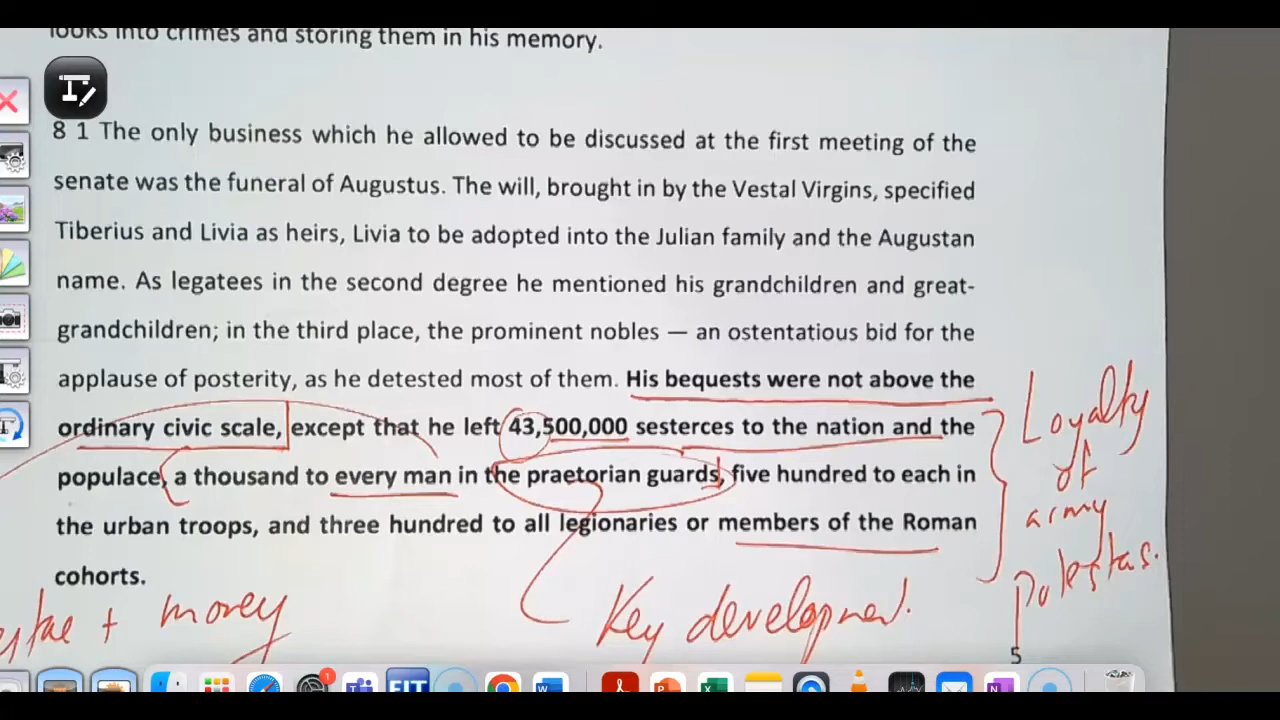 looks into crimes and storing them in his memory.
8 1 The only business which he allowed to be discussed at the first meeting of the
senate was the funeral of Augustus. The will, brought in by the Vestal Virgins, specified
Tiberius and Livia as heirs, Livia to be adopted into the Julian family and the Augustan
name. As legatees in the second degree he mentioned his grandchildren and great-
grandchildren; in the third place, the prominent nobles — an ostentatious bid for the
applause of posterity, as he detested most of them. His bequests were not above the
ordinary civic scale, except that he left 43,500,000 sesterces to the nation and the
populace, a thousand to every man in the praetorian guards, five hundred to each in
the urban troops, and three hundred to all legionaries or members of the Roman
cohorts.
Loyalty
of
army
Potestas.
+ money
Key development.
5
1
EIT